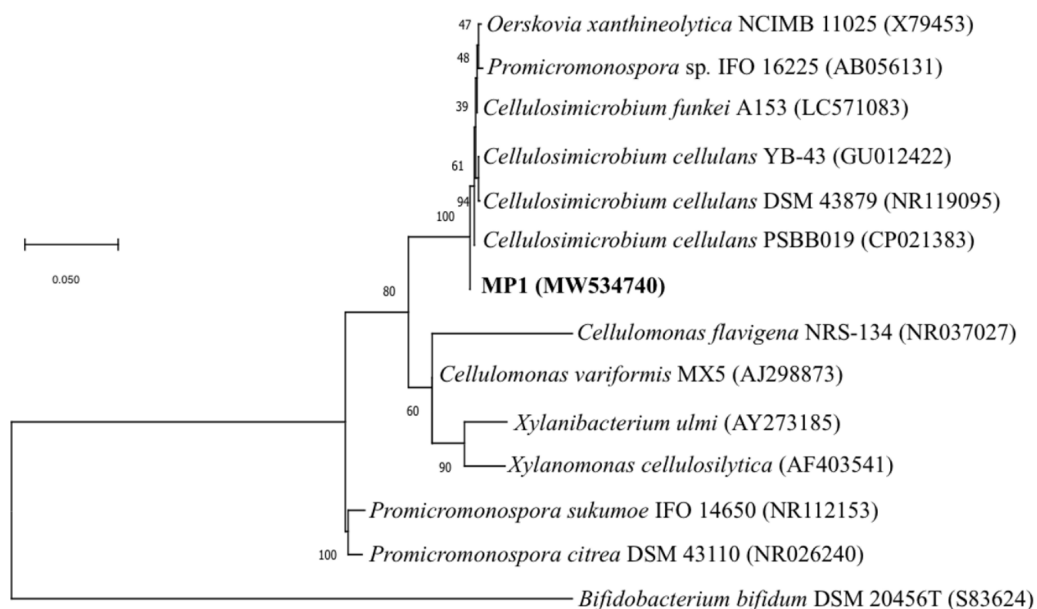 47
Oerskovia xanthineolytica NCIMB 11025 (X79453)
48
Promicromonospora sp. IFO 16225 (AB056131)
39
Cellulosimicrobium funkei A153 (LC571083)
61
Cellulosimicrobium cellulans YB-43 (GU012422)
94
Cellulosimicrobium cellulans DSM 43879 (NR119095)
100
Cellulosimicrobium cellulans PSBB019 (CP021383)
0.050
80
MP1 (MW534740)
Cellulomonas flavigena NRS-134 (NR037027)
Cellulomonas variformis MX5 (AJ298873)
60
Xylanibacterium ulmi (AY273185)
90
Xylanomonas cellulosilytica (AF403541)
Promicromonospora sukumoe IFO 14650 (NR112153)
100
Promicromonospora citrea DSM 43110 (NR026240)
Bifidobacterium bifidum DSM 20456T (S83624)